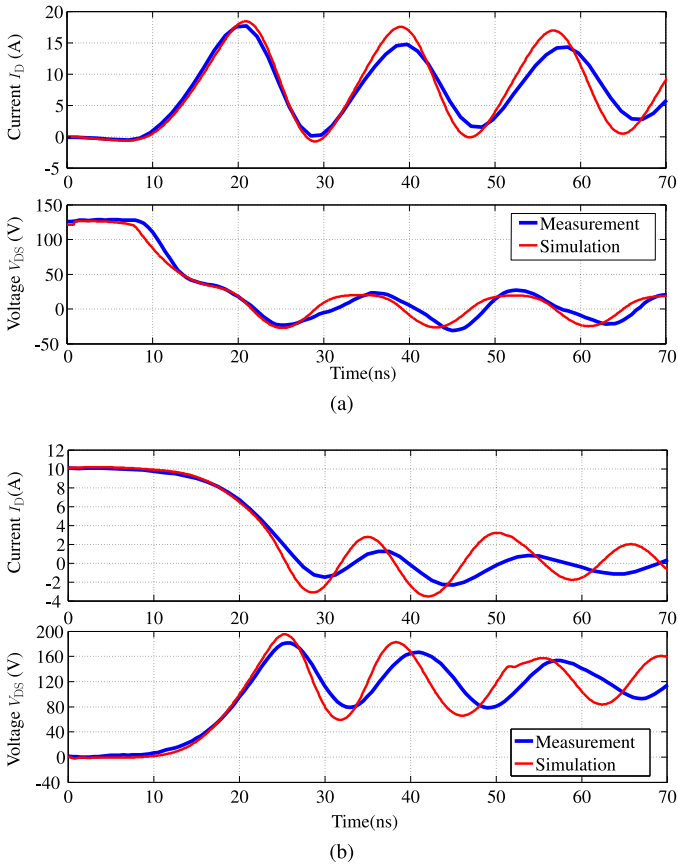 20
15
10
5
0
5
Current I_D (A)
0 10 20 30 40 50 60 70
150
100
50
0
-50
Voltage V_DS (V)
Measurement
Simulation
0 10 20 30 40 50 60 70
Time(ns)
(a)
12
10
8
6
4
2
0
-2
-4
Current I_D(A)
0 10 20 30 40 50 60 70
200
160
120
80
40
0
-40
Voltage V_DS (V)
Measurement
Simulation
0 10 20 30 40 50 60 70
Time(ns)
(b)